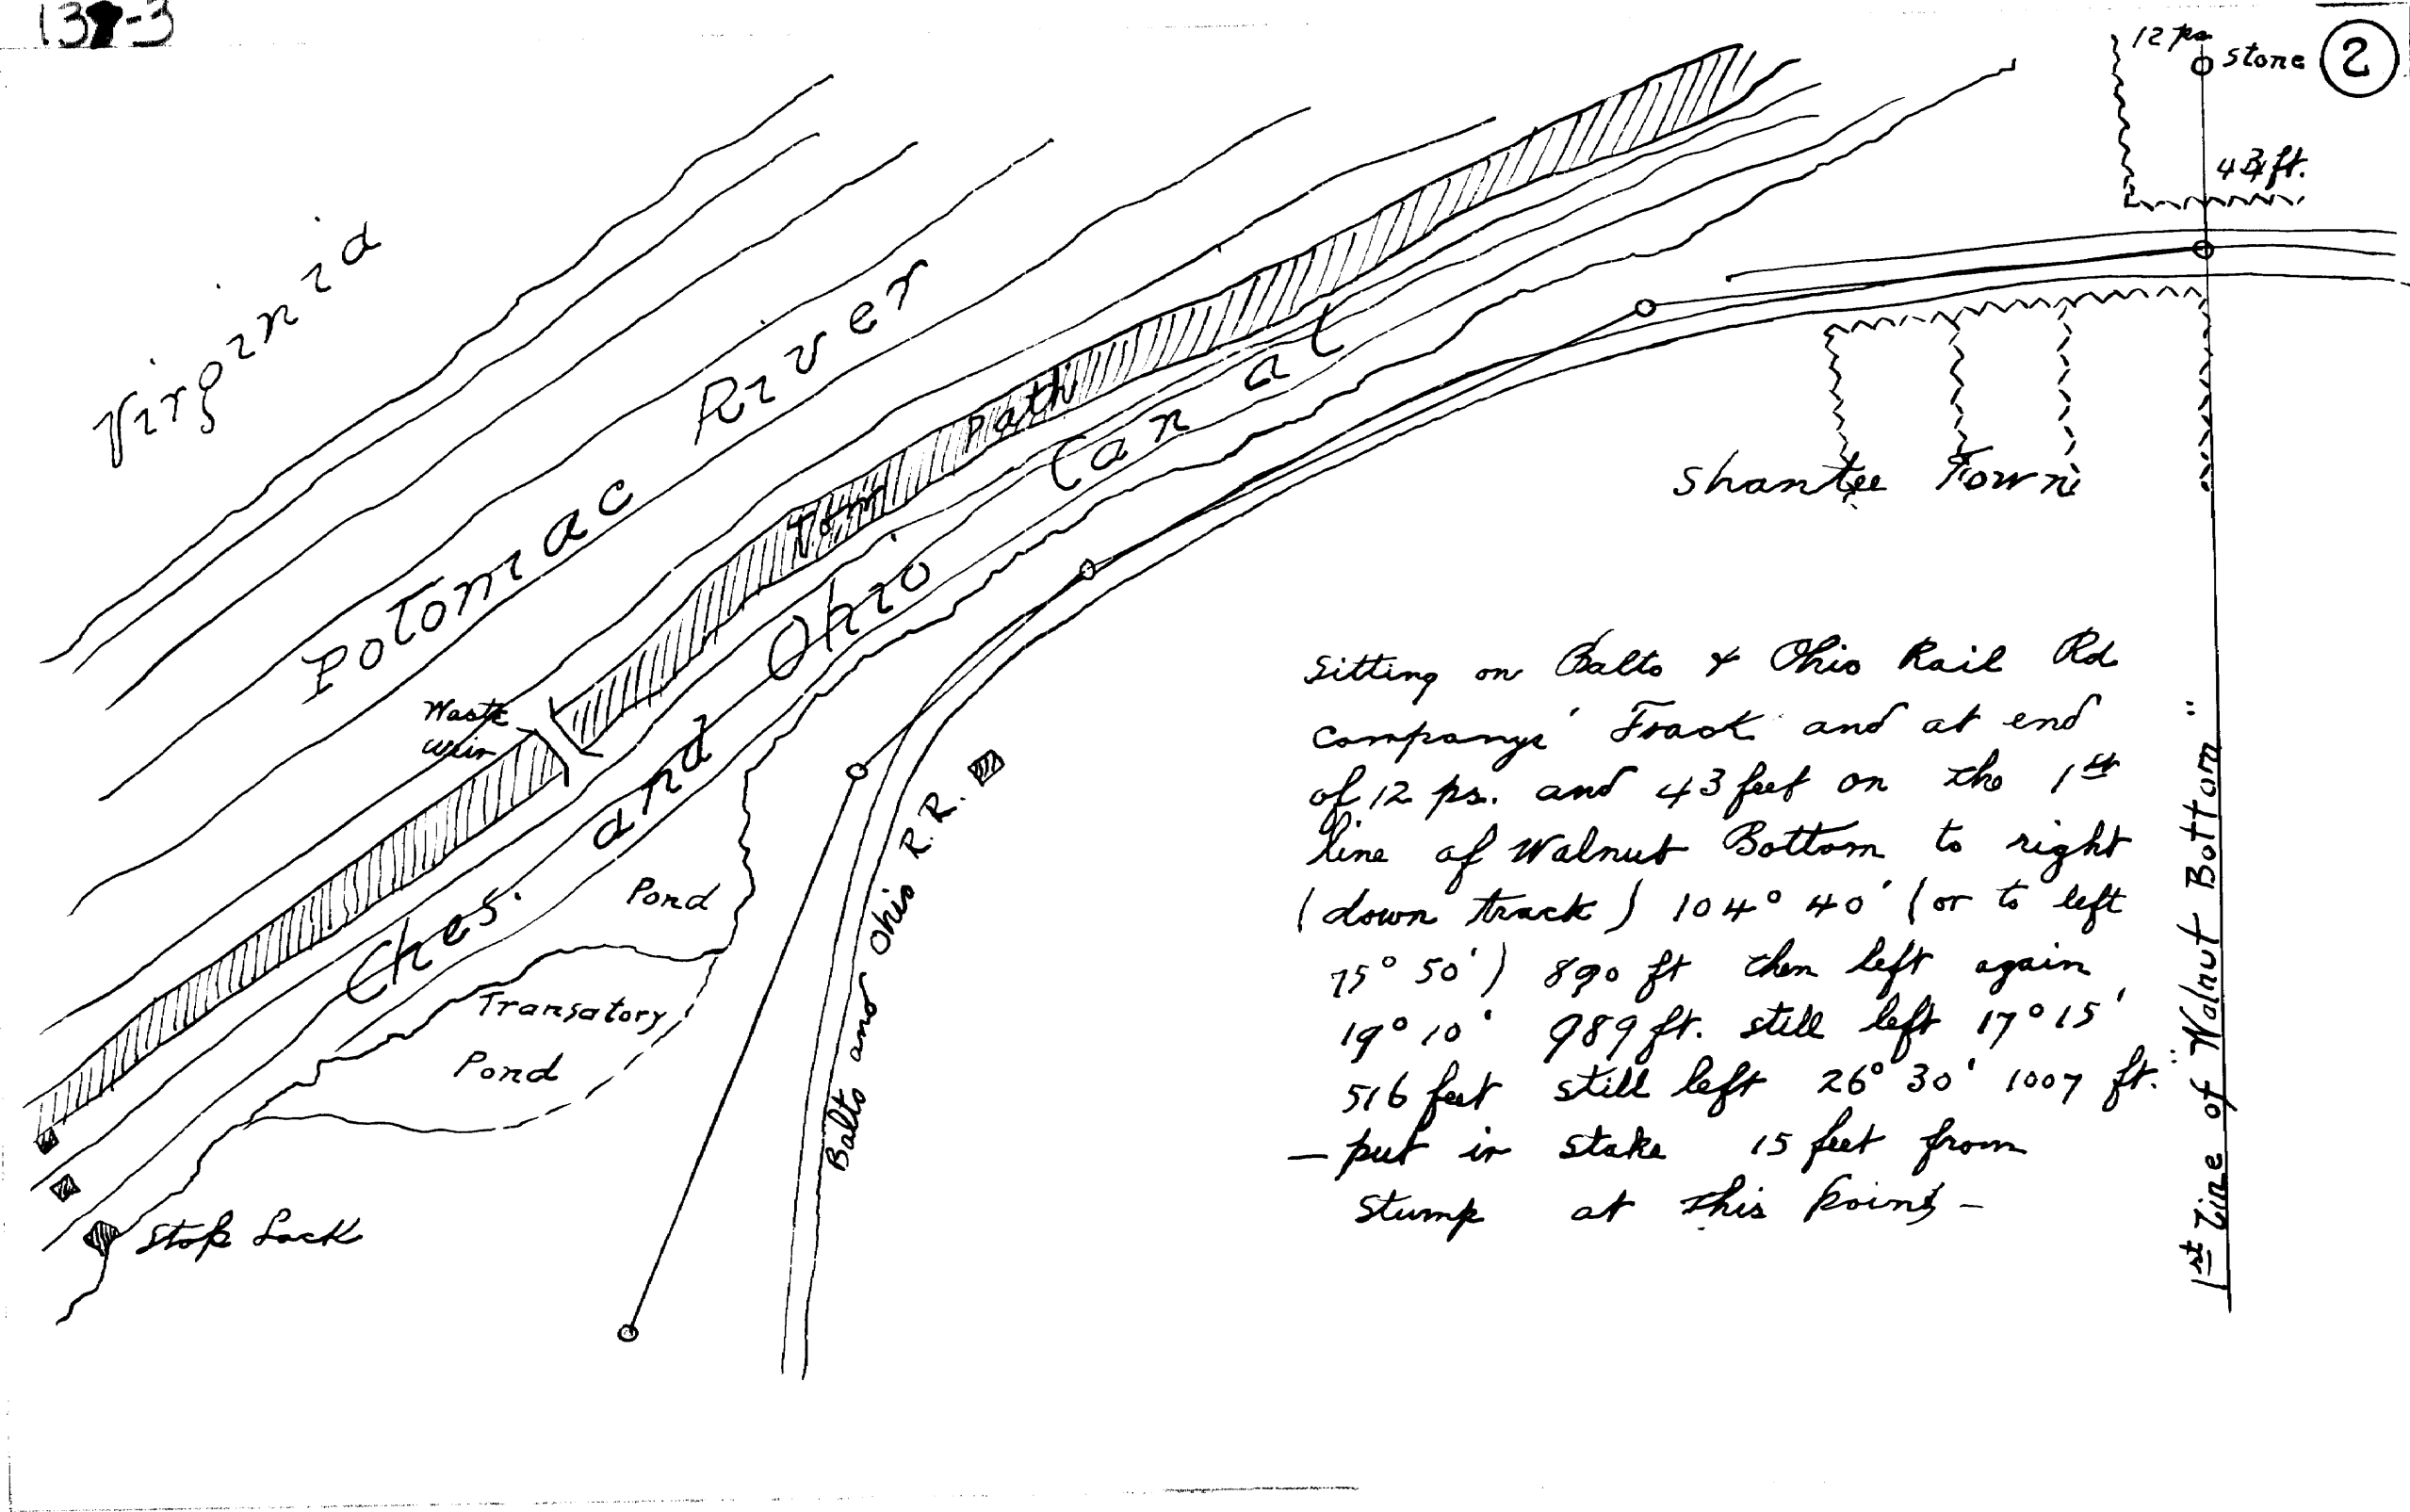 12 ps
stone
2
43 ft.
Virginia
Potomac River
Tom Path
Ches. and Ohio Canal
Waste
weir
Pond
Transatory
Pond
Stop Lock
Balto and Ohio R.R.
Shantee Town
Sitting on Balto & Ohio Rail Rd
Companys' Track and at end
of 12 ps. and 43 feet on the 1st
line of Walnut Bottom to right
(down track) 104° 40' (or to left
75° 50') 890 ft then left again
19° 10' 989 ft. still left 17° 15'
516 feet still left 26° 30' 1007 ft.
— put in stake 15 feet from
stump at this point —
1st Line of "Walnut Bottom"